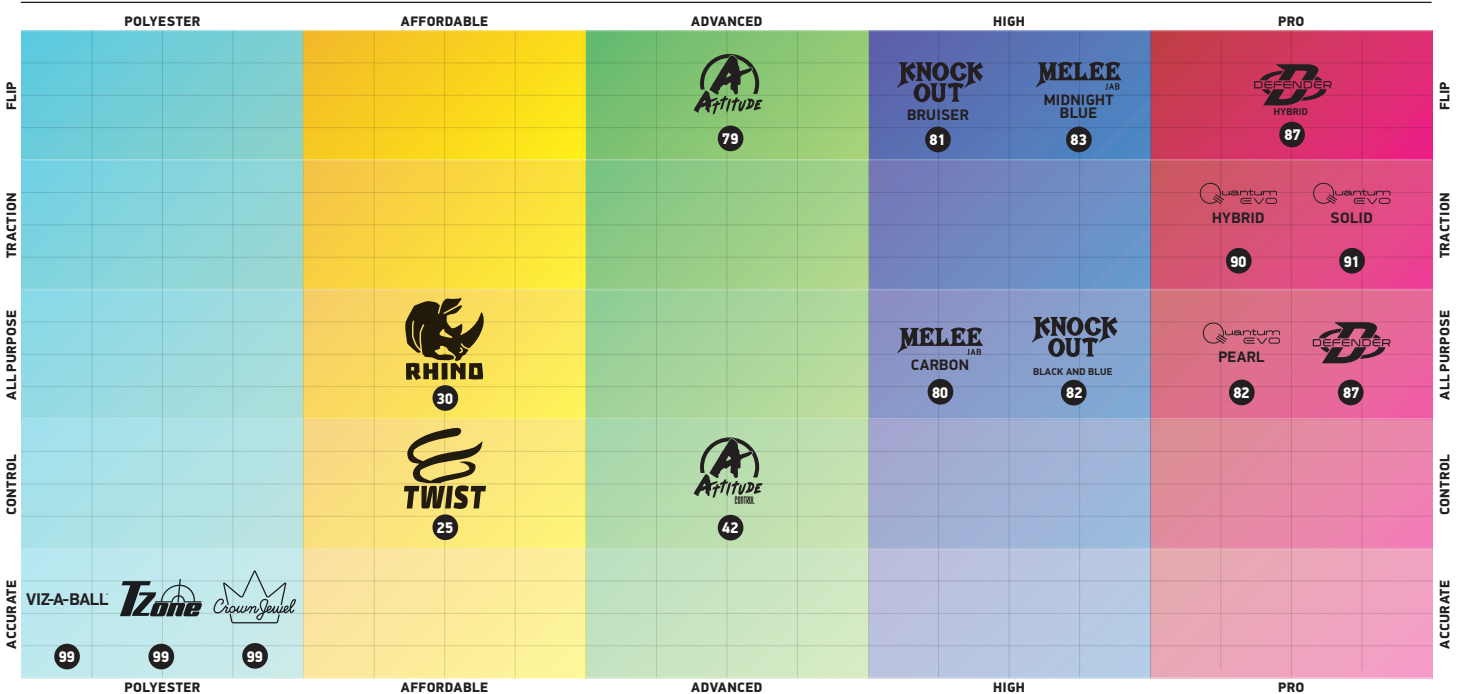 POLYESTER AFFORDABLE ADVANCED HIGH PRO
FLIP
FLIP
ATTITUDE
79
KNOCK
OUT
BRUISER
81
MELEE
JAB
MIDNIGHT
BLUE
83
D
DEFENDER
HYBRID
87
TRACTION
TRACTION
Quantum
EVO
HYBRID
90
Quantum
EVO
SOLID
91
ALL PURPOSE
ALL PURPOSE
RHINO
30
MELEE
JAB
CARBON
80
KNOCK
OUT
BLACK AND BLUE
82
Quantum
EVO
PEARL
82
D
DEFENDER
87
CONTROL
CONTROL
TWIST
25
ATTITUDE
CONTROL
42
ACCURATE
ACCURATE
VIZ-A-BALL
99
TZone
99
Crown Jewel
99
POLYESTER AFFORDABLE ADVANCED HIGH PRO